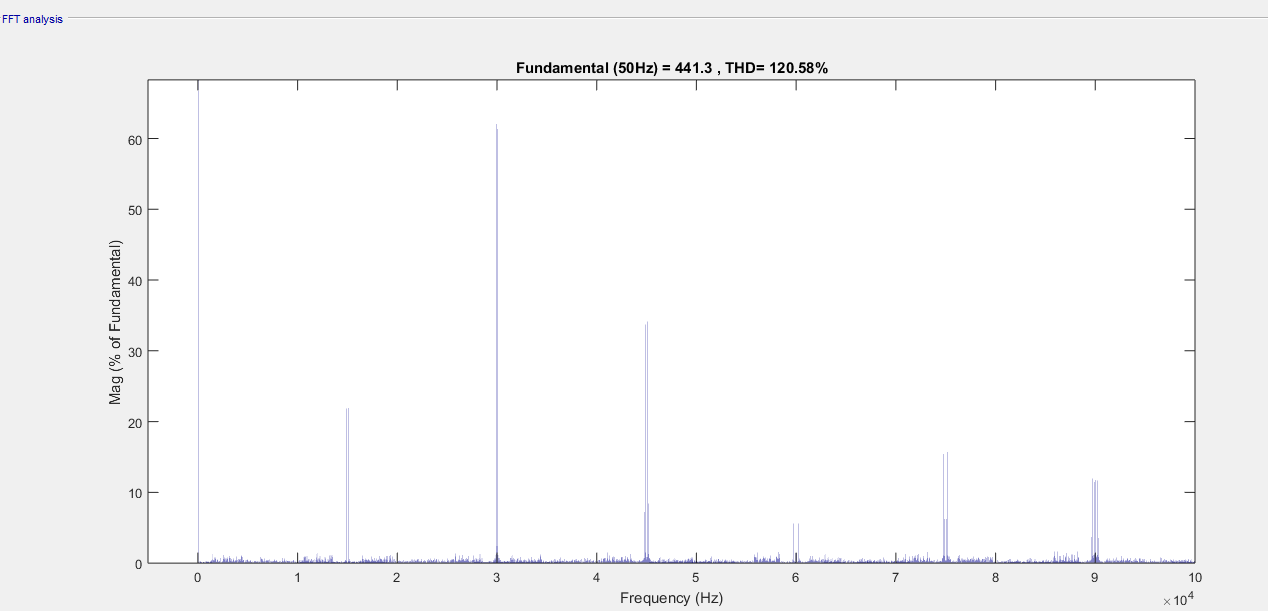 FFT analysis
Fundamental (50Hz) = 441.3 , THD= 120.58%
Mag (% of Fundamental)
60
50
40
30
20
10
0
0 1 2 3 4 5 6 7 8 9 10
Frequency (Hz)
×10^4